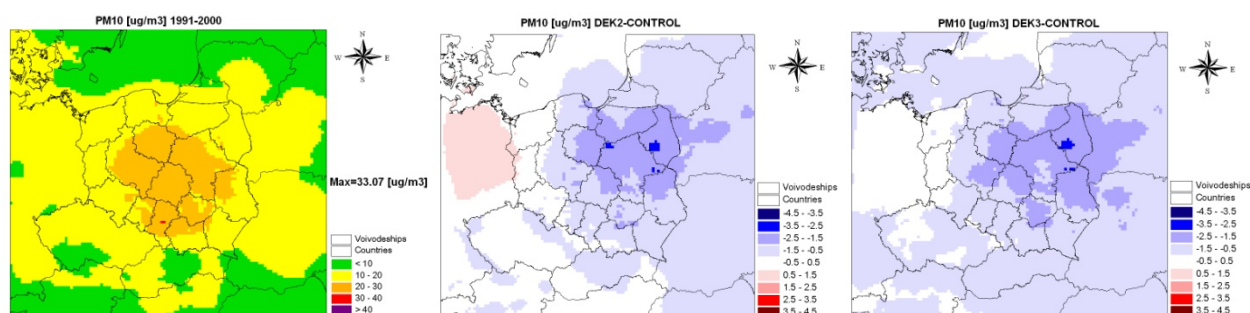 PM10 [ug/m3] 1991-2000
N
W E
S
Max=33.07 [ug/m3]
Voivodeships
Countries
< 10
10 - 20
20 - 30
30 - 40
> 40
PM10 [ug/m3] DEK2-CONTROL
N
W E
S
Voivodeships
Countries
-4.5 - -3.5
-3.5 - -2.5
-2.5 - -1.5
-1.5 - -0.5
-0.5 - 0.5
0.5 - 1.5
1.5 - 2.5
2.5 - 3.5
3.5 - 4.5
PM10 [ug/m3] DEK3-CONTROL
N
W E
S
Voivodeships
Countries
-4.5 - -3.5
-3.5 - -2.5
-2.5 - -1.5
-1.5 - -0.5
-0.5 - 0.5
0.5 - 1.5
1.5 - 2.5
2.5 - 3.5
3.5 - 4.5